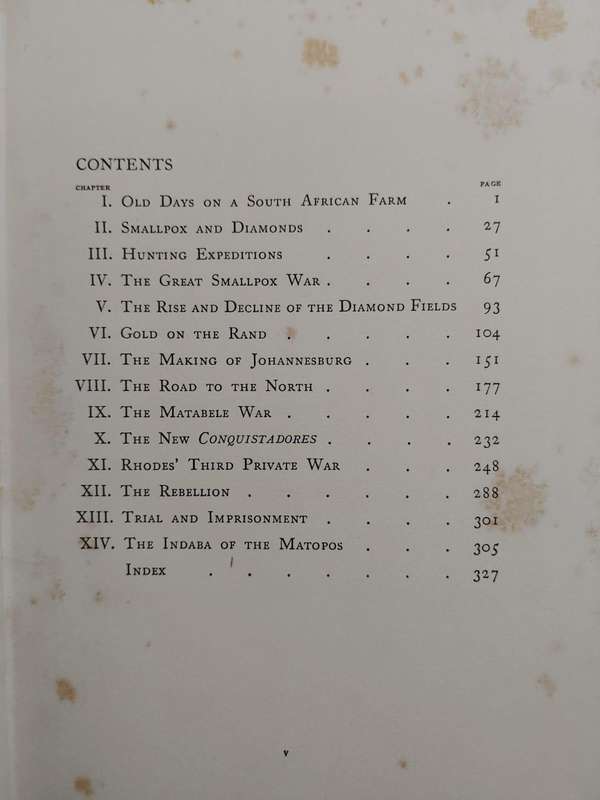 CONTENTS
CHAPTER PAGE
I. Old Days on a South African Farm . 1
II. Smallpox and Diamonds . . . . 27
III. Hunting Expeditions . . . . 51
IV. The Great Smallpox War . . . . 67
V. The Rise and Decline of the Diamond Fields 93
VI. Gold on the Rand . . . . . 104
VII. The Making of Johannesburg . . . 151
VIII. The Road to the North . . . . 177
IX. The Matabele War . . . . . 214
X. The New Conquistadores . . . . 232
XI. Rhodes' Third Private War . . . 248
XII. The Rebellion . . . . . . 288
XIII. Trial and Imprisonment . . . . 301
XIV. The Indaba of the Matopos . . . 305
Index . . . . . . . 327
v